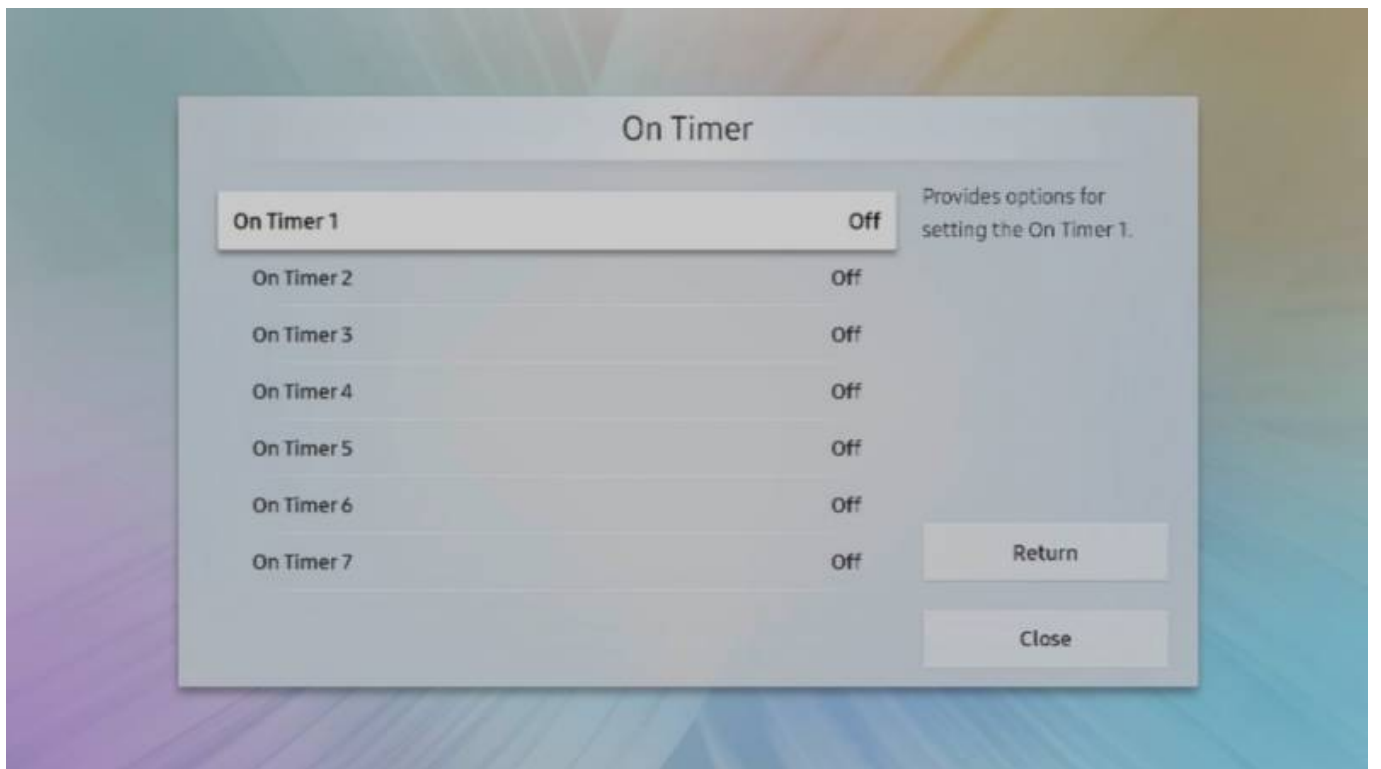 On Timer
On Timer 1 Off
Provides options for
setting the On Timer 1.
On Timer 2 Off
On Timer 3 Off
On Timer 4 Off
On Timer 5 Off
On Timer 6 Off
On Timer 7 Off
Return
Close